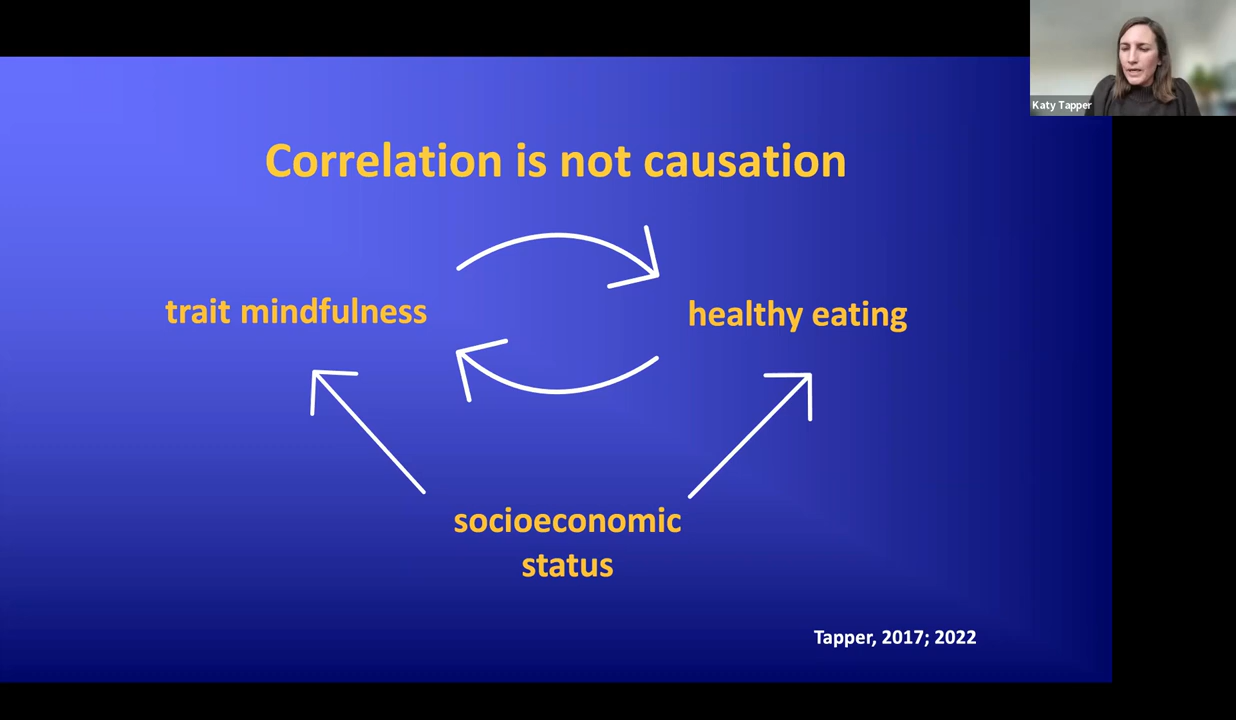 Katy Tapper
Correlation is not causation
trait mindfulness
healthy eating
socioeconomic
status
Tapper, 2017; 2022